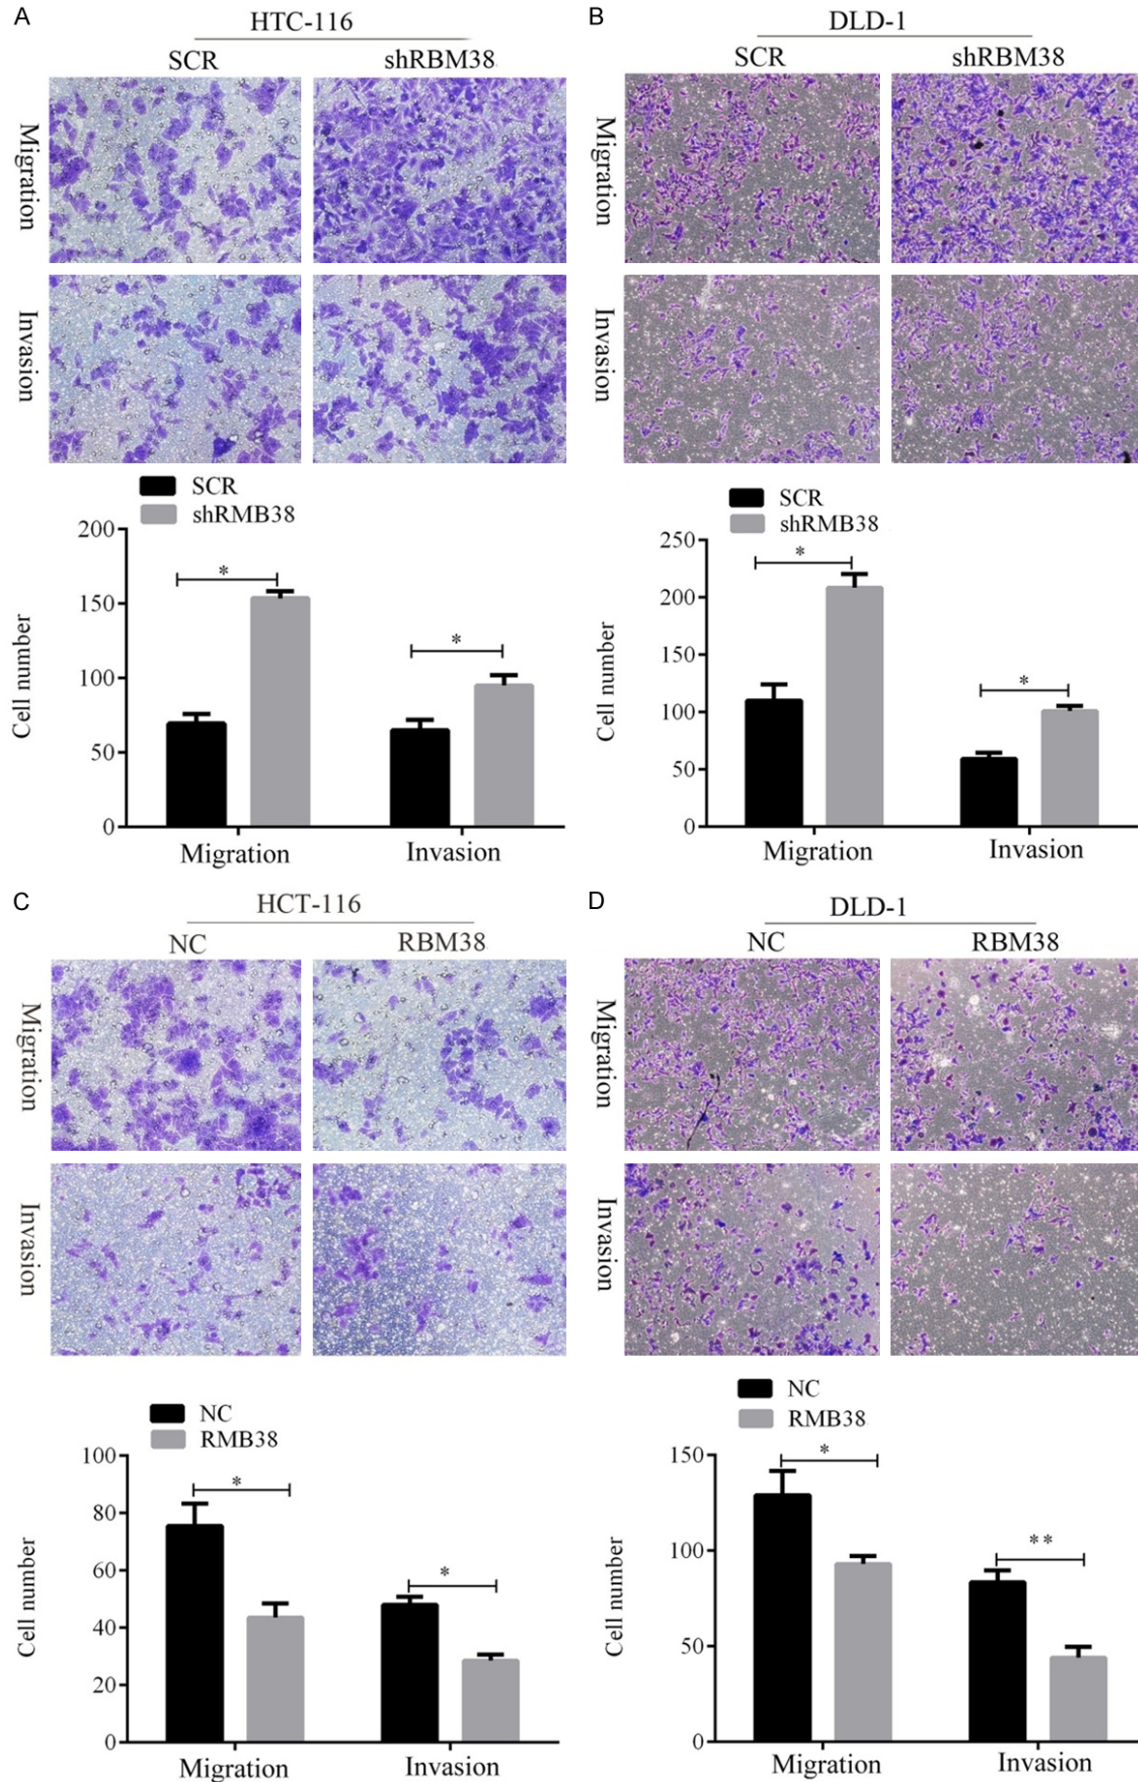 A
HTC-116
SCR
shRBM38
Migration
Invasion
SCR
shRMB38
200
150
100
50
0
Cell number
*
*
Migration
Invasion
B
DLD-1
SCR
shRBM38
Migration
Invasion
SCR
shRMB38
250
200
150
100
50
0
Cell number
*
*
Migration
Invasion
C
HCT-116
NC
RBM38
Migration
Invasion
NC
RMB38
100
80
60
40
20
0
Cell number
*
*
Migration
Invasion
D
DLD-1
NC
RBM38
Migration
Invasion
NC
RMB38
150
100
50
0
Cell number
*
**
Migration
Invasion